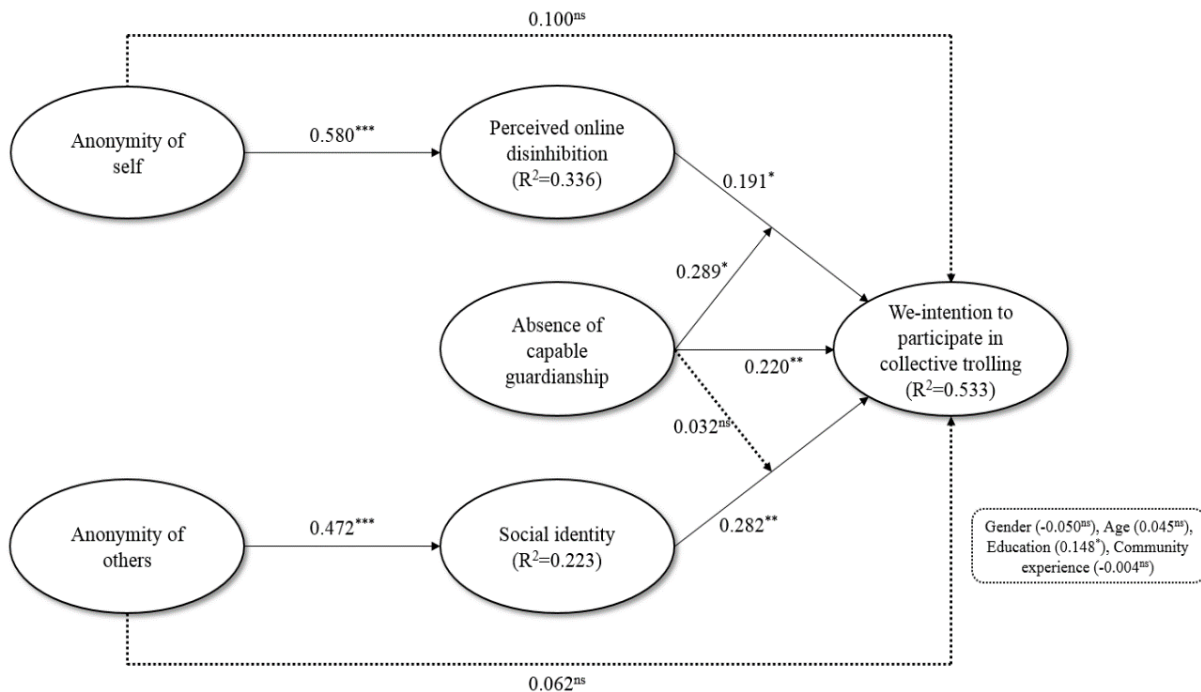 0.100ns
Anonymity of
self
0.580***
Perceived online
disinhibition
(R²=0.336)
0.191*
0.289*
Absence of
capable
guardianship
0.220**
We-intention to
participate in
collective trolling
(R²=0.533)
0.032ns
Anonymity of
others
0.472***
Social identity
(R²=0.223)
0.282**
Gender (-0.050ns), Age (0.045ns),
Education (0.148*), Community
experience (-0.004ns)
0.062ns